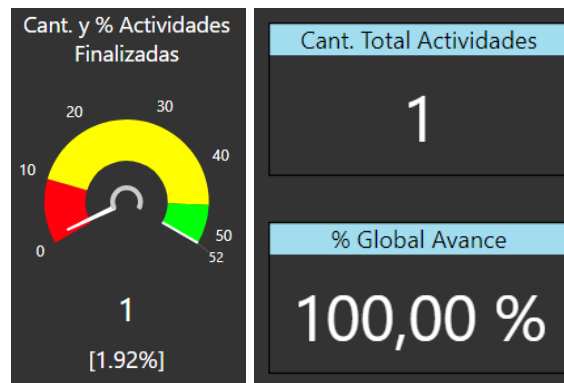 Cant. y % Actividades
Finalizadas
0
10
20
30
40
50
52
1
[1.92%]
Cant. Total Actividades
1
% Global Avance
100,00 %